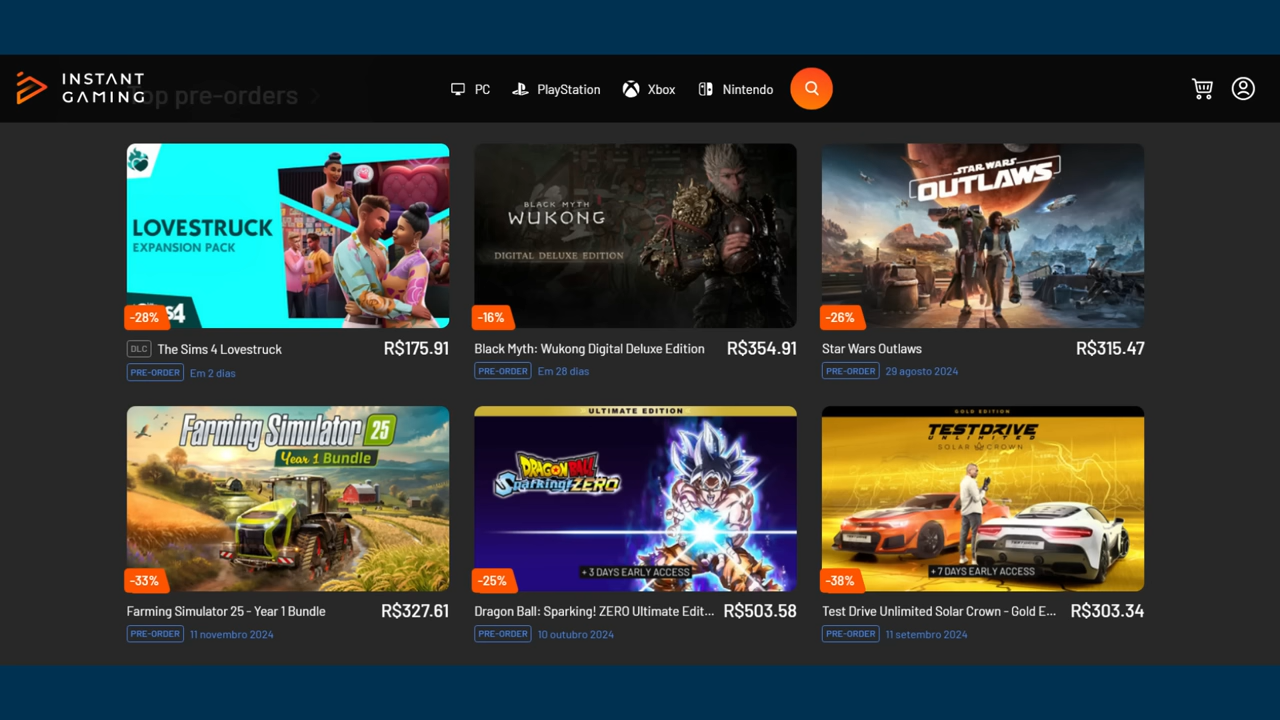 INSTANT
GAMING
Top pre-orders
PC
PlayStation
Xbox
Nintendo
LOVESTRUCK
EXPANSION PACK
-28%
DLC The Sims 4 Lovestruck R$175.91
PRE-ORDER Em 2 dias
BLACK MYTH
WUKONG
DIGITAL DELUXE EDITION
-16%
Black Myth: Wukong Digital Deluxe Edition R$354.91
PRE-ORDER Em 28 dias
STAR WARS
OUTLAWS
-26%
Star Wars Outlaws R$315.47
PRE-ORDER 29 agosto 2024
Farming Simulator 25
Year 1 Bundle
-33%
Farming Simulator 25 - Year 1 Bundle R$327.61
PRE-ORDER 11 novembro 2024
ULTIMATE EDITION
DRAGON BALL
Sparking! ZERO
+ 3 DAYS EARLY ACCESS
-25%
Dragon Ball: Sparking! ZERO Ultimate Edit... R$503.58
PRE-ORDER 10 outubro 2024
GOLD EDITION
TEST DRIVE
UNLIMITED
SOLAR CROWN
+ 7 DAYS EARLY ACCESS
-38%
Test Drive Unlimited Solar Crown - Gold E... R$303.34
PRE-ORDER 11 setembro 2024